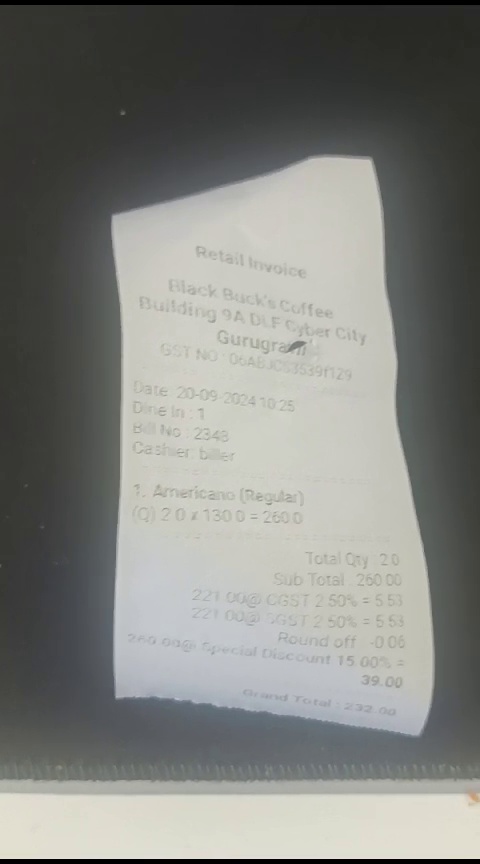 Retail Invoice
Black Buck's Coffee
Building 9A DLF Cyber City
Gurugram
GST NO :
Date: 20-09-2024 10:25
Dine In : 1
Bill No : 2348
Cashier: biller
1. Americano (Regular)
(Q) 2.0 x 130.0 = 260.0
Total Qty : 2.0
Sub Total : 260.00
221.00@ CGST 2.50% = 5.53
221.00@ SGST 2.50% = 5.53
Round off : -0.06
260.00@ Special Discount 15.00% =
39.00
Grand Total : 232.00